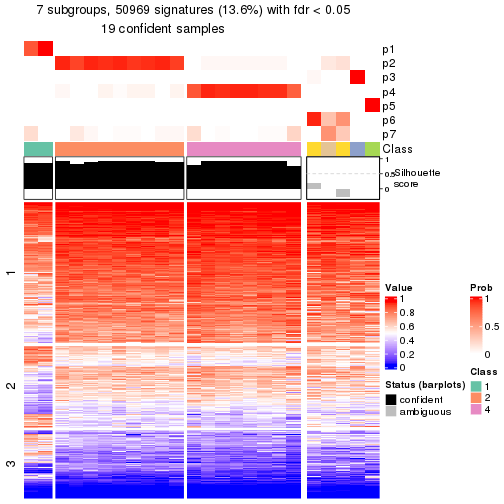 7 subgroups, 50969 signatures (13.6%) with fdr < 0.05
19 confident samples
p1
p2
p3
p4
p5
p6
p7
Class
1
0.5
0
Silhouette
score
1
2
3
Value
1
0.8
0.6
0.4
0.2
0
Prob
1
0.5
0
Status (barplots)
confident
ambiguous
Class
1
2
4